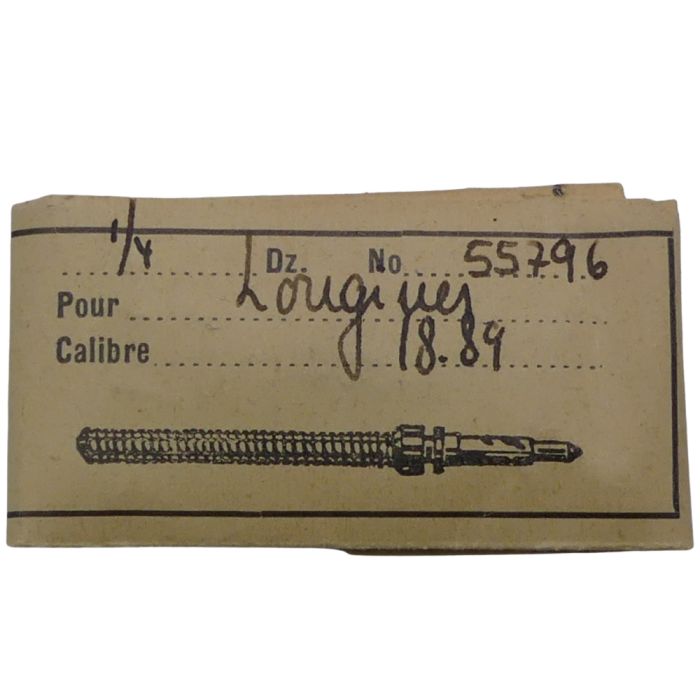 1/4 Dz. No. 55796
Pour Longines
Calibre 18.89